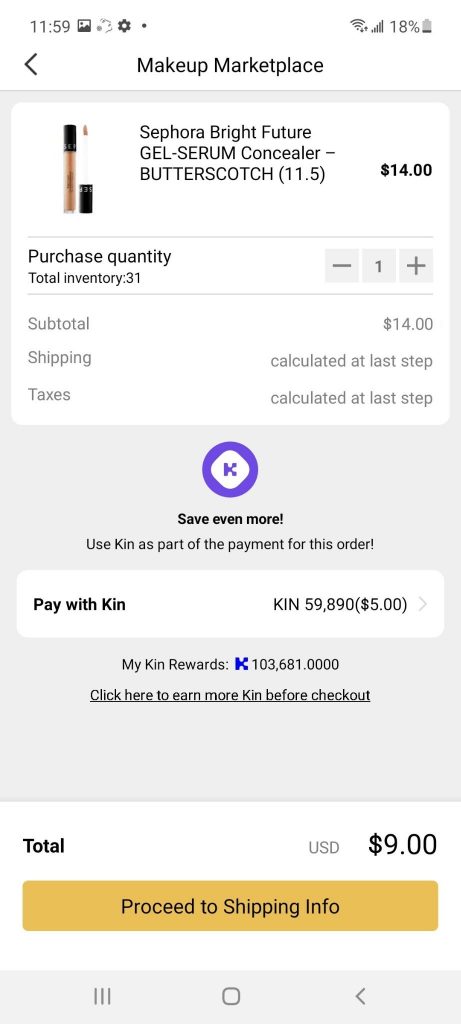 11:59
18%
Makeup Marketplace
Sephora Bright Future
GEL-SERUM Concealer –
BUTTERSCOTCH (11.5)
$14.00
Purchase quantity
Total inventory:31
1
Subtotal
$14.00
Shipping
calculated at last step
Taxes
calculated at last step
Save even more!
Use Kin as part of the payment for this order!
Pay with Kin
KIN 59,890($5.00)
My Kin Rewards: 103,681.0000
Click here to earn more Kin before checkout
Total
USD $9.00
Proceed to Shipping Info